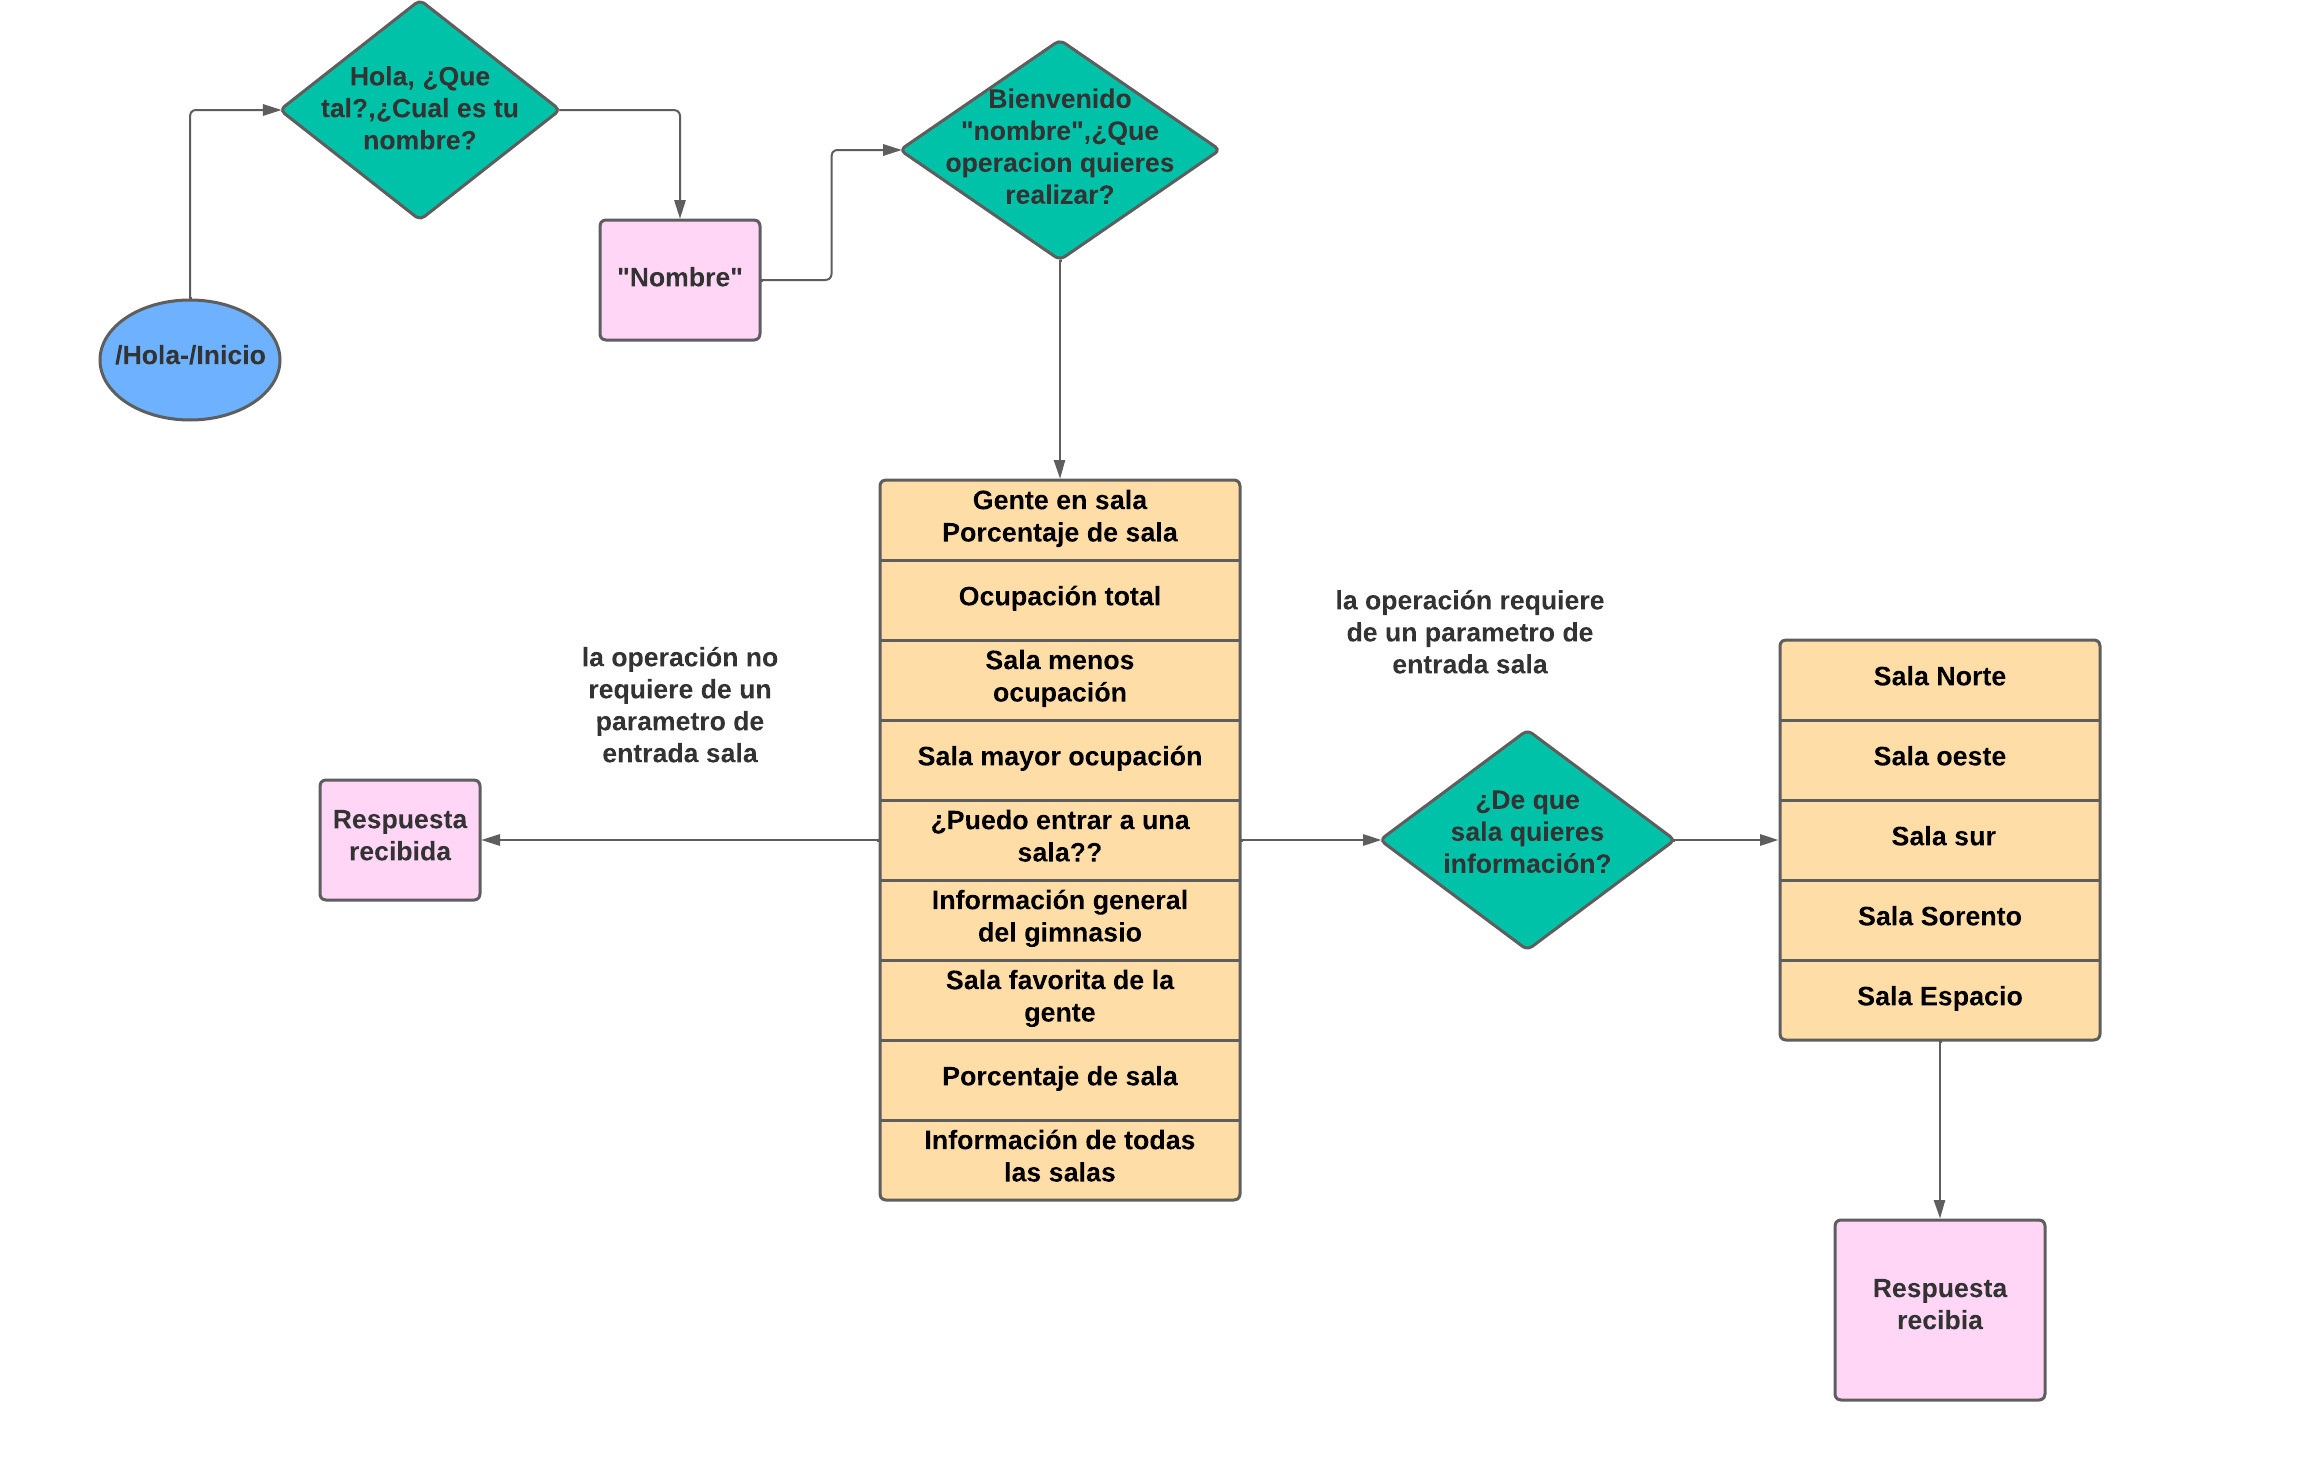 Hola, ¿Que
tal?,¿Cual es tu
nombre?
Bienvenido
"nombre",¿Que
operacion quieres
realizar?
"Nombre"
/Hola-/Inicio
Gente en sala
Porcentaje de sala
Ocupación total
Sala menos
ocupación
Sala mayor ocupación
¿Puedo entrar a una
sala??
Información general
del gimnasio
Sala favorita de la
gente
Porcentaje de sala
Información de todas
las salas
la operación no
requiere de un
parametro de
entrada sala
Respuesta
recibida
la operación requiere
de un parametro de
entrada sala
¿De que
sala quieres
información?
Sala Norte
Sala oeste
Sala sur
Sala Sorento
Sala Espacio
Respuesta
recibia